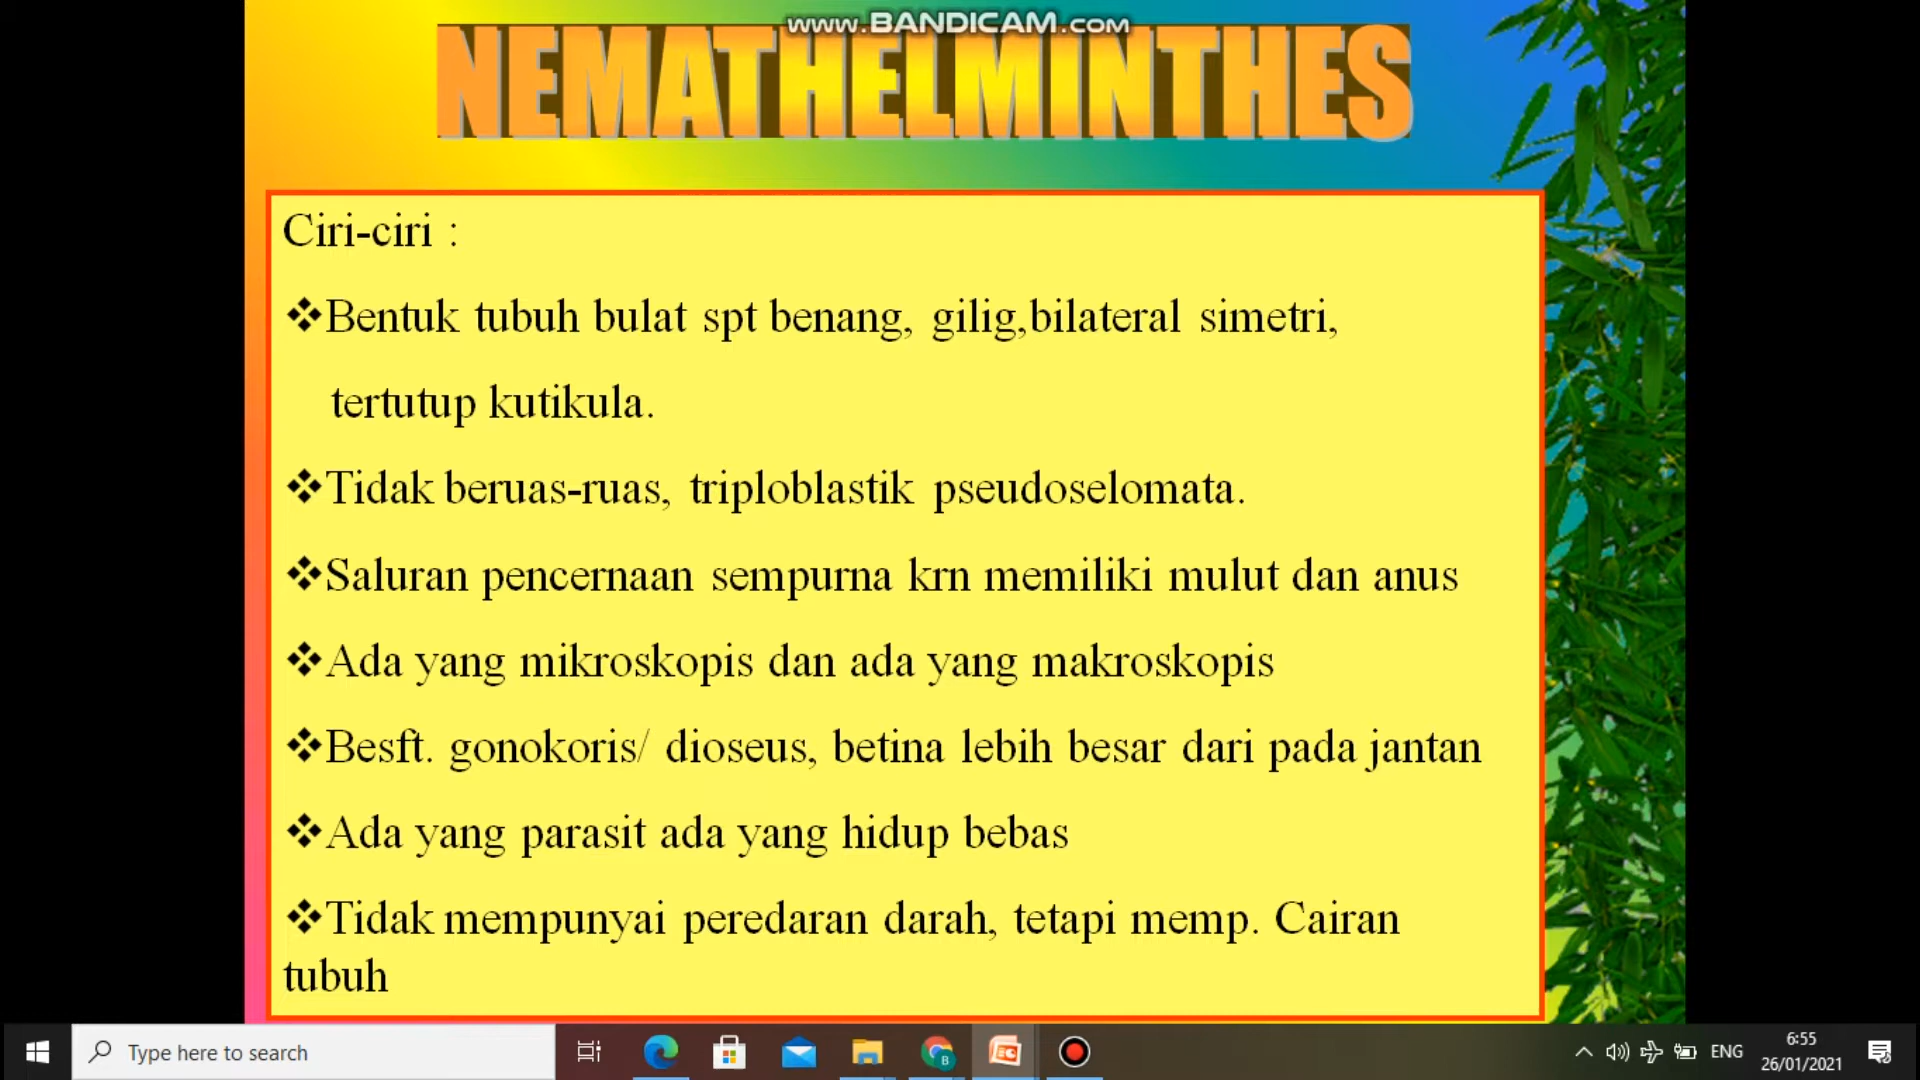 www.BANDICAM.com
NEMATHELMINTHES
Ciri-ciri :
❖Bentuk tubuh bulat spt benang, gilig,bilateral simetri,
tertutup kutikula.
❖Tidak beruas-ruas, triploblastik pseudoselomata.
❖Saluran pencernaan sempurna krn memiliki mulut dan anus
❖Ada yang mikroskopis dan ada yang makroskopis
❖Besft. gonokoris/ dioseus, betina lebih besar dari pada jantan
❖Ada yang parasit ada yang hidup bebas
❖Tidak mempunyai peredaran darah, tetapi memp. Cairan
tubuh
Type here to search
ENG
6:55
26/01/2021